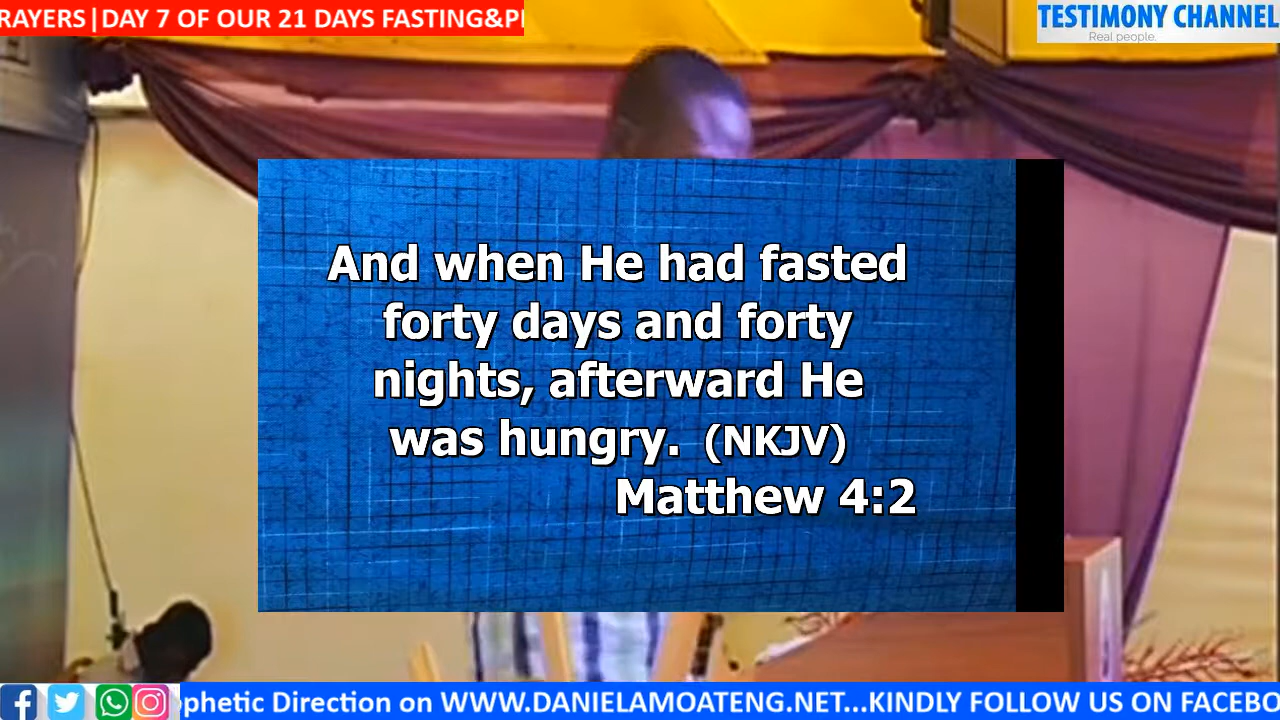 RAYERS|DAY 7 OF OUR 21 DAYS FASTING&P
TESTIMONY CHANNEL
Real people.
And when He had fasted
forty days and forty
nights, afterward He
was hungry. (NKJV)
Matthew 4:2
ophetic Direction on WWW.DANIELAMOATENG.NET...KINDLY FOLLOW US ON FACEBO